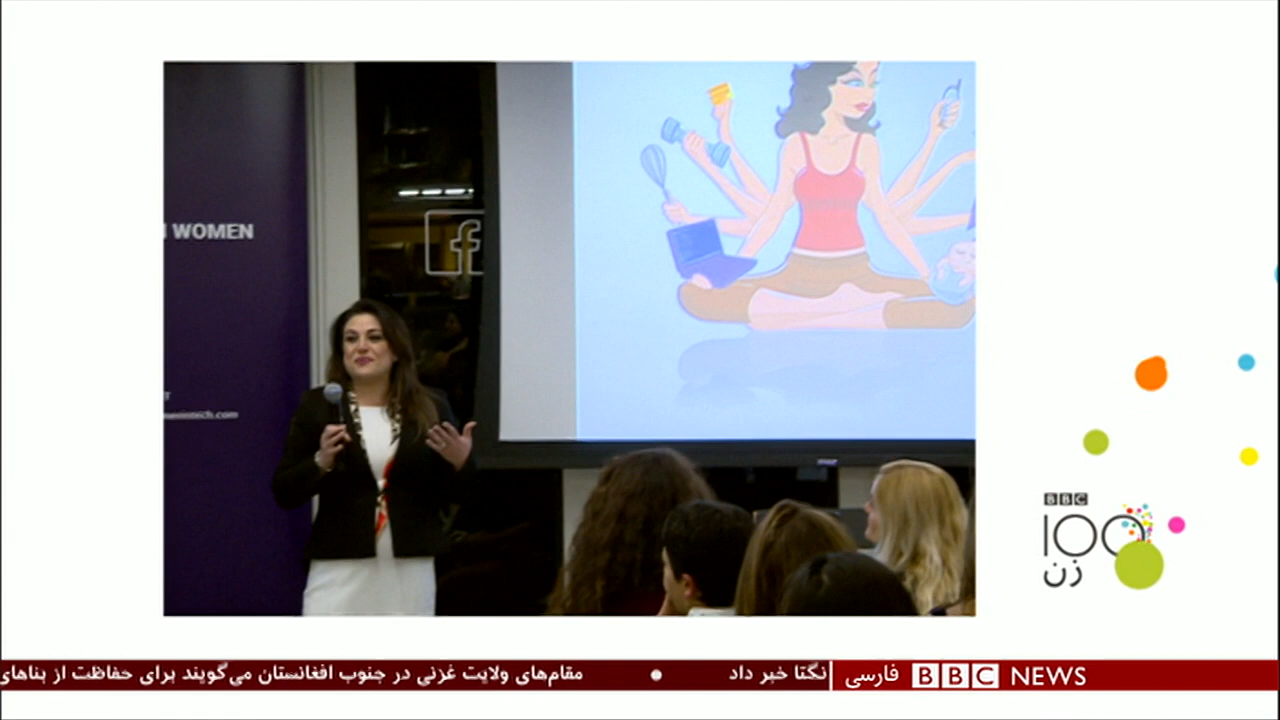 WOMEN
f
BBC
100
زن
مقام‌های ولایت غزنی در جنوب افغانستان می‌گویند برای حفاظت از بناهای
نگتا خبر داد
فارسی BBC NEWS